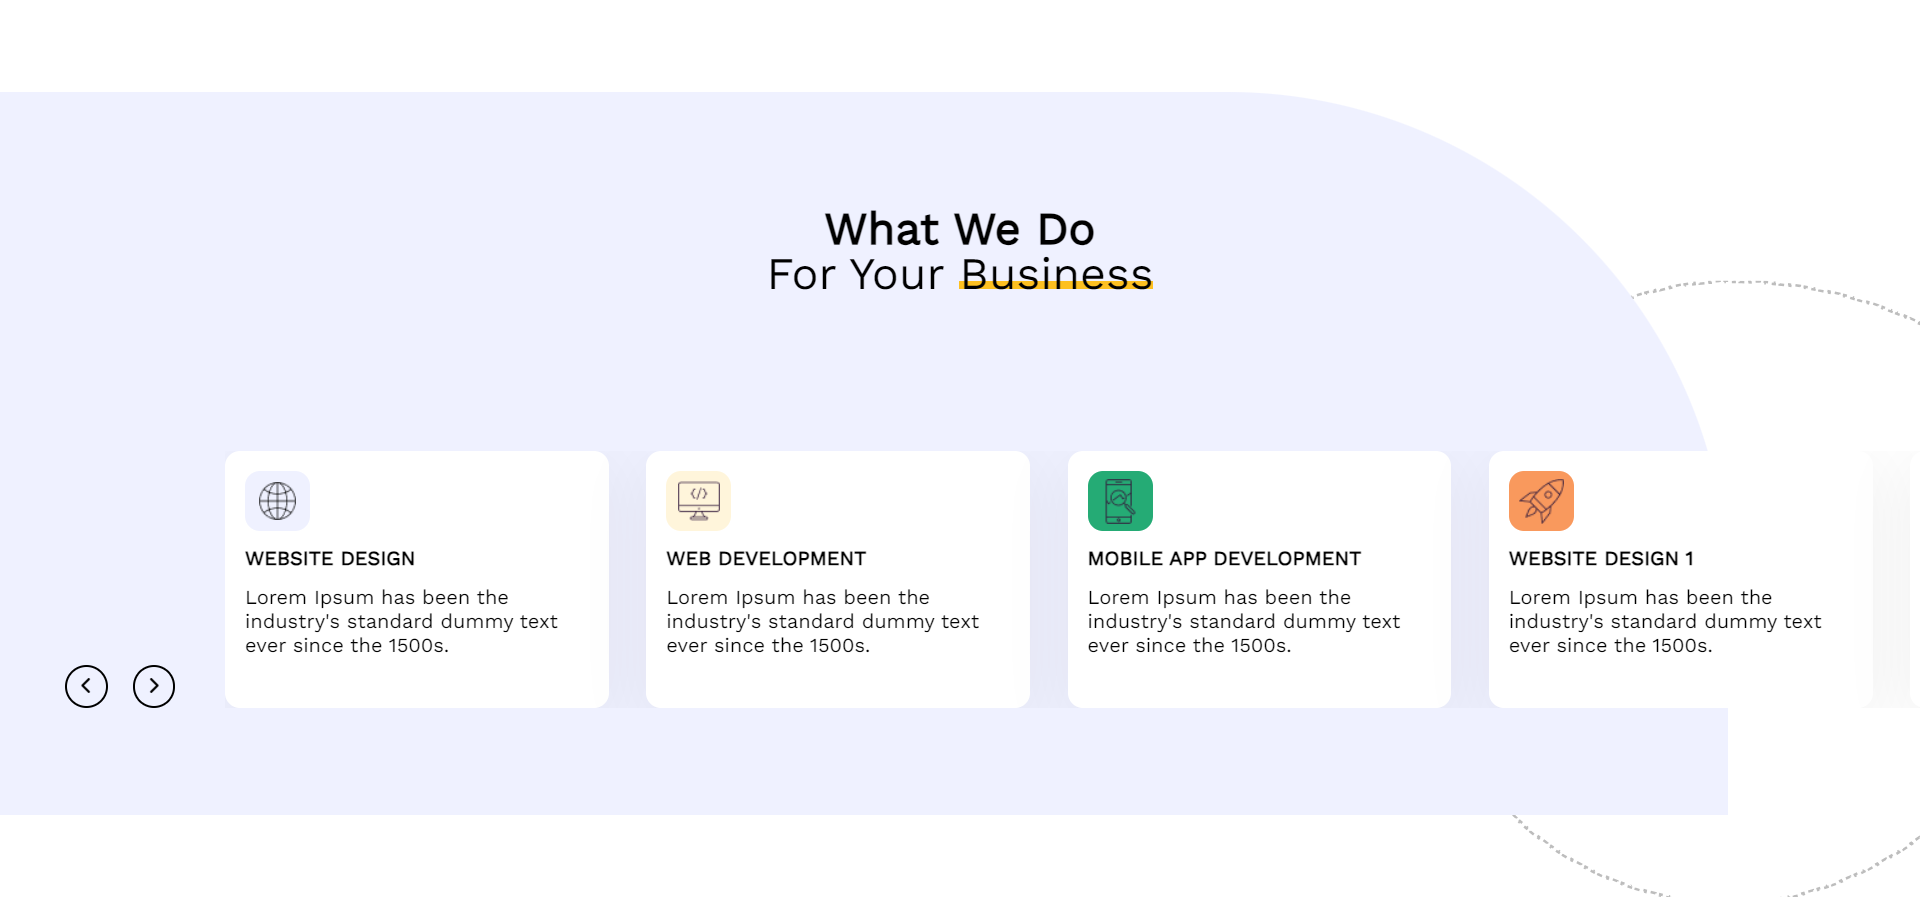 What We Do
For Your Business
</>
WEBSITE DESIGN
Lorem Ipsum has been the
industry's standard dummy text
ever since the 1500s.
WEB DEVELOPMENT
Lorem Ipsum has been the
industry's standard dummy text
ever since the 1500s.
MOBILE APP DEVELOPMENT
Lorem Ipsum has been the
industry's standard dummy text
ever since the 1500s.
WEBSITE DESIGN 1
Lorem Ipsum has been the
industry's standard dummy text
ever since the 1500s.